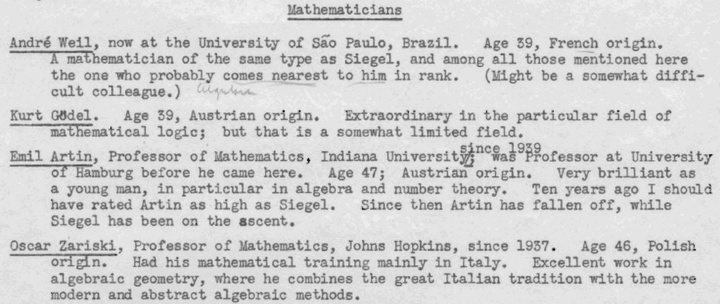 Mathematicians
André Weil, now at the University of São Paulo, Brazil. Age 39, French origin.
A mathematician of the same type as Siegel, and among all those mentioned here
the one who probably comes nearest to him in rank. (Might be a somewhat diffi-
cult colleague.) Algebra
Kurt Gödel. Age 39, Austrian origin. Extraordinary in the particular field of
mathematical logic; but that is a somewhat limited field.
since 1939
Emil Artin, Professor of Mathematics, Indiana University; was Professor at University
of Hamburg before he came here. Age 47; Austrian origin. Very brilliant as
a young man, in particular in algebra and number theory. Ten years ago I should
have rated Artin as high as Siegel. Since then Artin has fallen off, while
Siegel has been on the ascent.
Oscar Zariski, Professor of Mathematics, Johns Hopkins, since 1937. Age 46, Polish
origin. Had his mathematical training mainly in Italy. Excellent work in
algebraic geometry, where he combines the great Italian tradition with the more
modern and abstract algebraic methods.